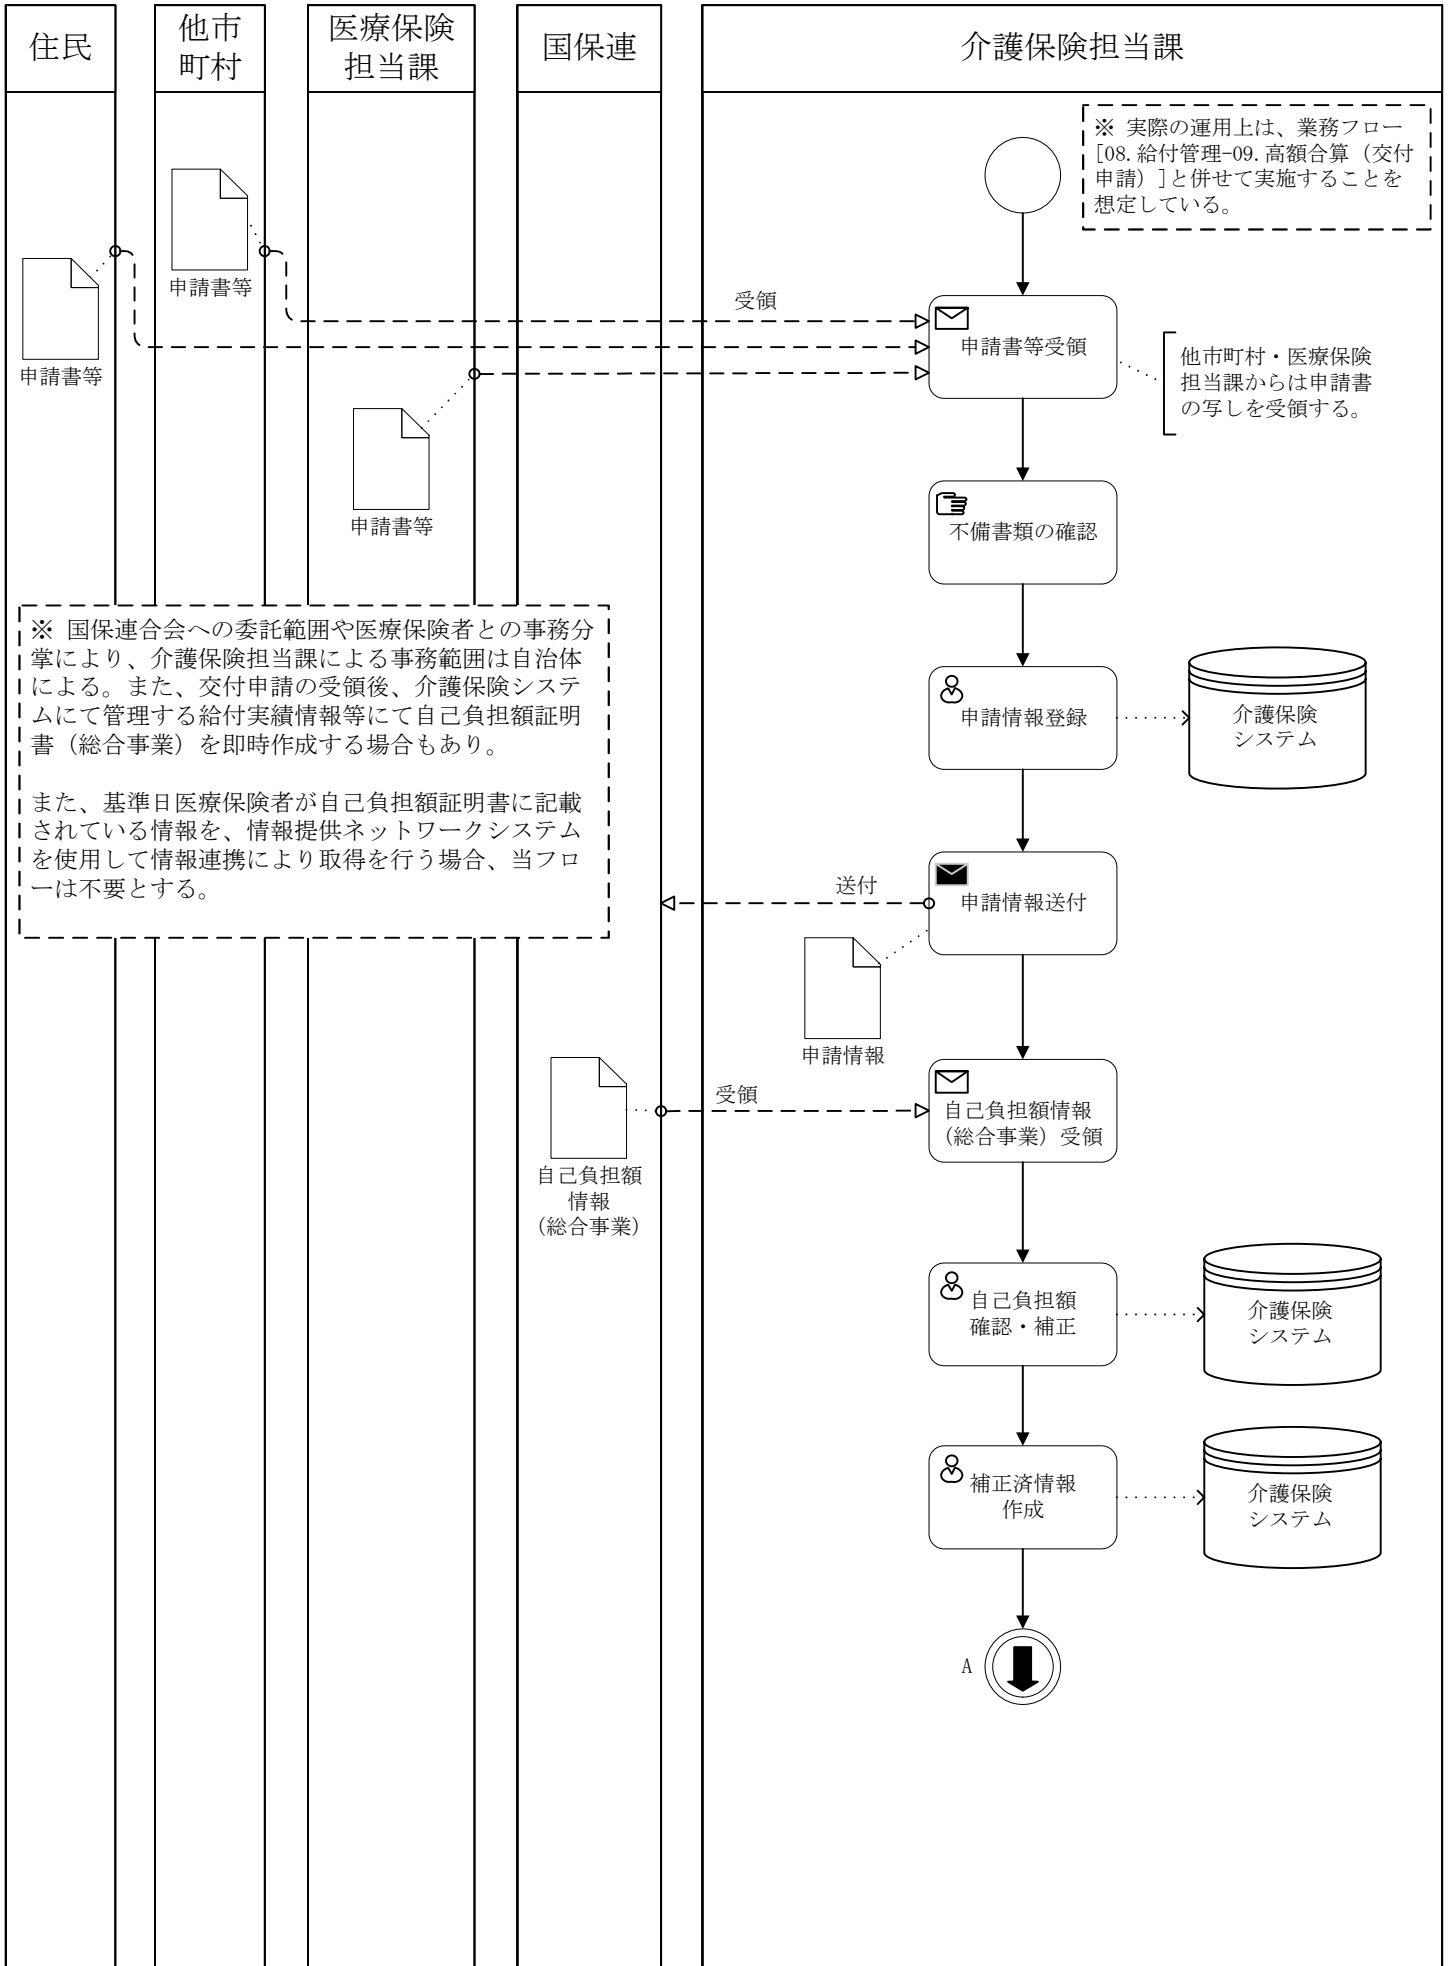 住民
他市
町村
医療保険
担当課
国保連
介護保険担当課
※ 実際の運用上は、業務フロー
[08.給付管理-09.高額合算（交付
申請）]と併せて実施することを
想定している。
申請書等
申請書等
申請書等
受領
申請書等受領
他市町村・医療保険
担当課からは申請書
の写しを受領する。
不備書類の確認
※ 国保連合会への委託範囲や医療保険者との事務分
掌により、介護保険担当課による事務範囲は自治体
による。また、交付申請の受領後、介護保険システ
ムにて管理する給付実績情報等にて自己負担額証明
書（総合事業）を即時作成する場合もあり。
また、基準日医療保険者が自己負担額証明書に記載
されている情報を、情報提供ネットワークシステム
を使用して情報連携により取得を行う場合、当フロ
ーは不要とする。
申請情報登録
介護保険
システム
送付
申請情報送付
申請情報
受領
自己負担額情報
（総合事業）受領
自己負担額
情報
（総合事業）
自己負担額
確認・補正
介護保険
システム
補正済情報
作成
介護保険
システム
A